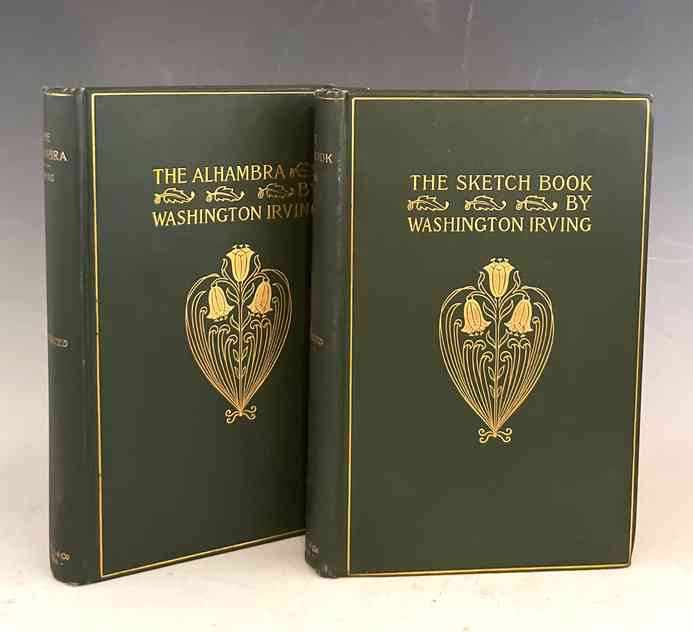 THE ALHAMBRA
BY
WASHINGTON IRVING
THE SKETCH BOOK
BY
WASHINGTON IRVING